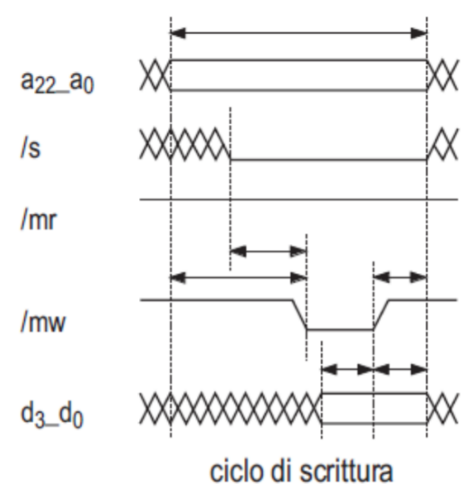 a22_a0
/s
/mr
/mw
d3_d0
ciclo di scrittura